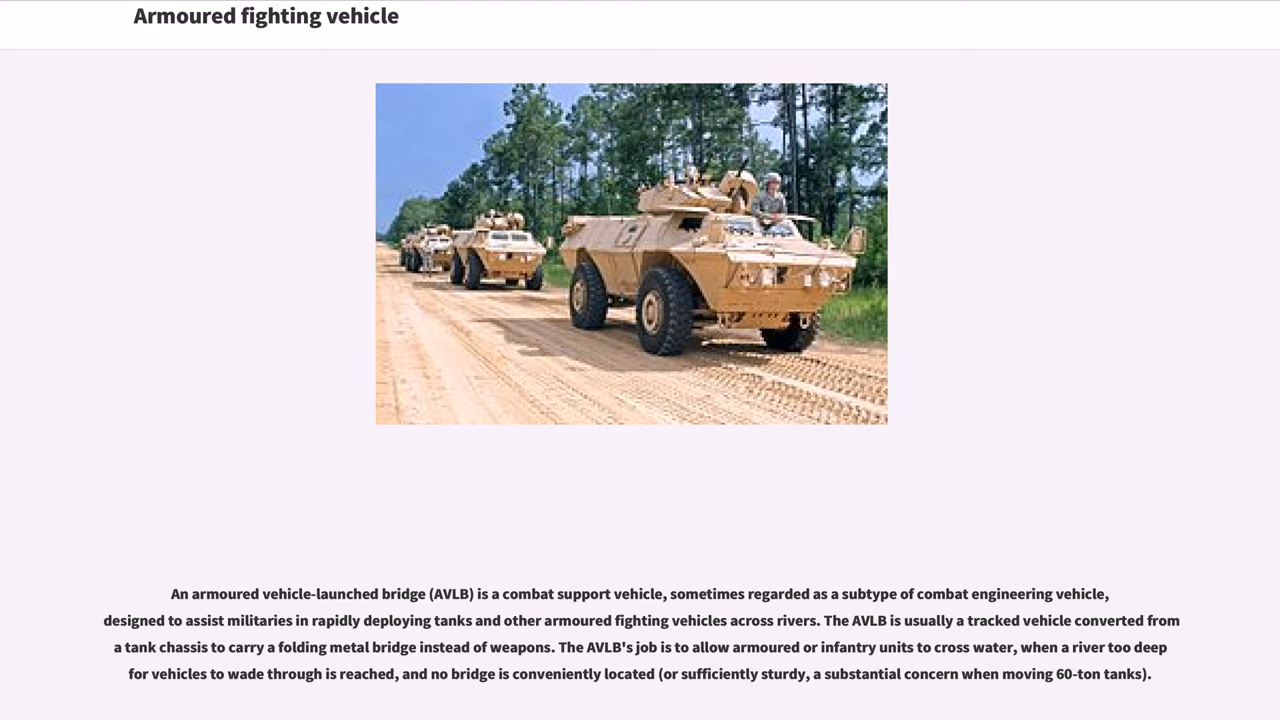 Armoured fighting vehicle
An armoured vehicle-launched bridge (AVLB) is a combat support vehicle, sometimes regarded as a subtype of combat engineering vehicle,
designed to assist militaries in rapidly deploying tanks and other armoured fighting vehicles across rivers. The AVLB is usually a tracked vehicle converted from
a tank chassis to carry a folding metal bridge instead of weapons. The AVLB's job is to allow armoured or infantry units to cross water, when a river too deep
for vehicles to wade through is reached, and no bridge is conveniently located (or sufficiently sturdy, a substantial concern when moving 60-ton tanks).